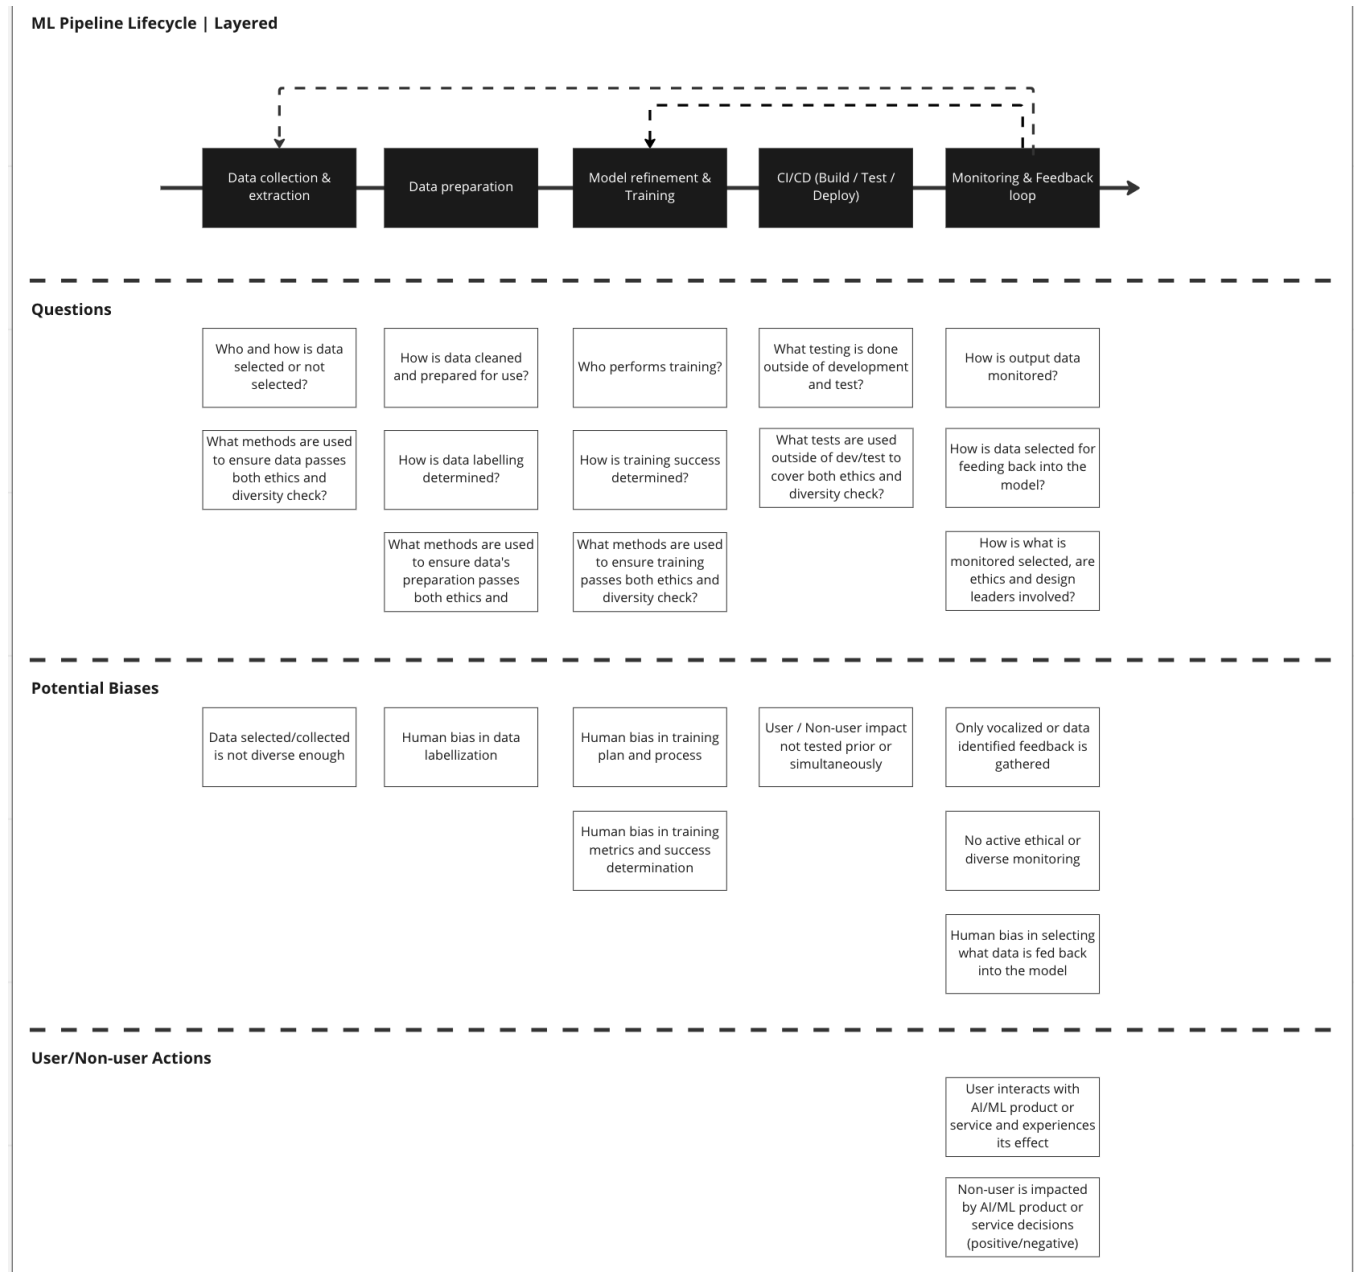 ML Pipeline Lifecycle | Layered
Data collection &
extraction
Data preparation
Model refinement &
Training
CI/CD (Build / Test /
Deploy)
Monitoring & Feedback
loop
Questions
Who and how is data
selected or not
selected?
How is data cleaned
and prepared for use?
Who performs training?
What testing is done
outside of development
and test?
How is output data
monitored?
What methods are used
to ensure data passes
both ethics and
diversity check?
How is data labelling
determined?
How is training success
determined?
What tests are used
outside of dev/test to
cover both ethics and
diversity check?
How is data selected for
feeding back into the
model?
What methods are used
to ensure data's
preparation passes
both ethics and
What methods are used
to ensure training
passes both ethics and
diversity check?
How is what is
monitored selected, are
ethics and design
leaders involved?
Potential Biases
Data selected/collected
is not diverse enough
Human bias in data
labellization
Human bias in training
plan and process
User / Non-user impact
not tested prior or
simultaneously
Only vocalized or data
identified feedback is
gathered
Human bias in training
metrics and success
determination
No active ethical or
diverse monitoring
Human bias in selecting
what data is fed back
into the model
User/Non-user Actions
User interacts with
AI/ML product or
service and experiences
its effect
Non-user is impacted
by AI/ML product or
service decisions
(positive/negative)